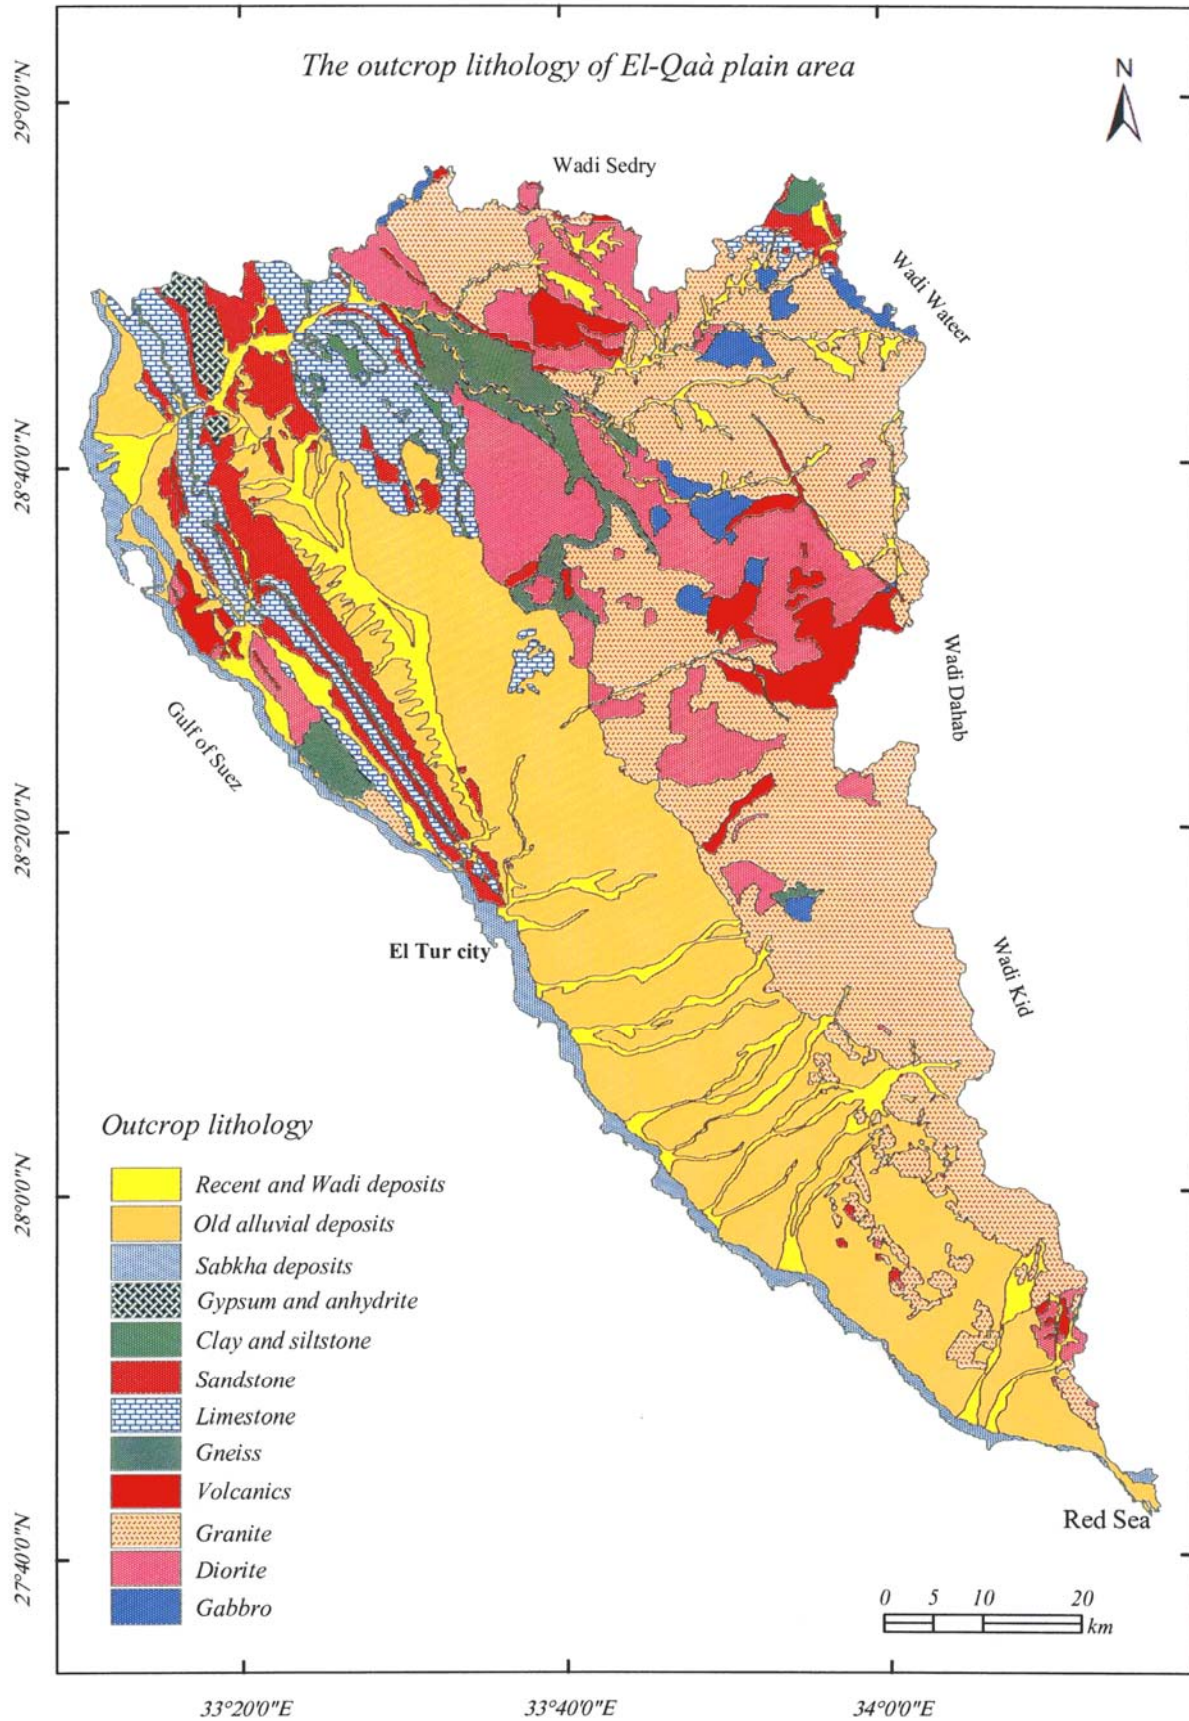 The outcrop lithology of El-Qaà plain area
N
29°0'0"N
Wadi Sedry
Wadi Wateer
28°40'0"N
Wadi Dahab
Gulf of Suez
28°20'0"N
El Tur city
Wadi Kid
Outcrop lithology
Recent and Wadi deposits
28°0'0"N
Old alluvial deposits
Sabkha deposits
Gypsum and anhydrite
Clay and siltstone
Sandstone
Limestone
Gneiss
Volcanics
Red Sea
Granite
27°40'0"N
Diorite
Gabbro
0 5 10 20
km
33°20'0"E 33°40'0"E 34°0'0"E